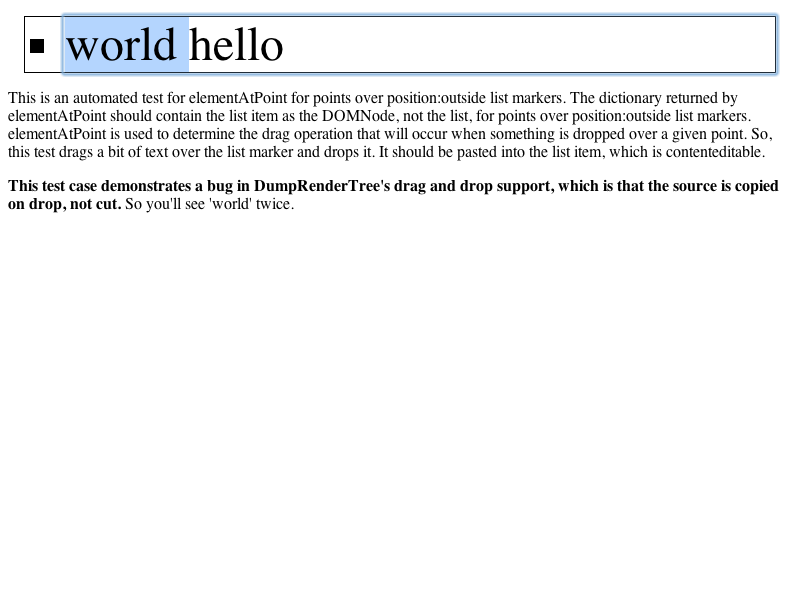 world hello
This is an automated test for elementAtPoint for points over position:outside list markers. The dictionary returned by
elementAtPoint should contain the list item as the DOMNode, not the list, for points over position:outside list markers.
elementAtPoint is used to determine the drag operation that will occur when something is dropped over a given point. So,
this test drags a bit of text over the list marker and drops it. It should be pasted into the list item, which is contenteditable.
This test case demonstrates a bug in DumpRenderTree's drag and drop support, which is that the source is copied
on drop, not cut. So you'll see 'world' twice.